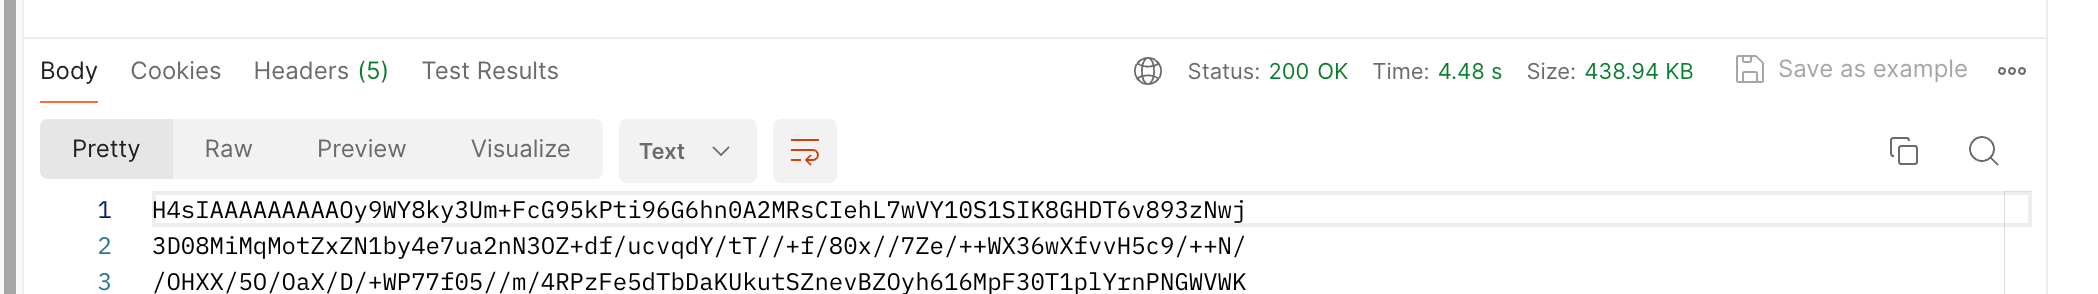 Body Cookies Headers (5) Test Results Status: 200 OK Time: 4.48 s Size: 438.94 KB Save as example
Pretty Raw Preview Visualize Text
1 H4sIAAAAAAAAAOy9WY8ky3Um+FcG95kPti96G6hn0A2MRsCIehL7wVY10S1SIK8GHDT6v893zNwj
2 3D08MiMqMotZxZN1by4e7ua2nN3OZ+df/ucvqdY/tT//+f/80x//7Ze/++WX36wXfvvH5c9/++N/
3 /OHXX/5O/OaX/D/+WP77f05//m/4RPzFe5dTbDaKUkutSZnevBZOyh616MpF30T1plYrnPNGWVWK